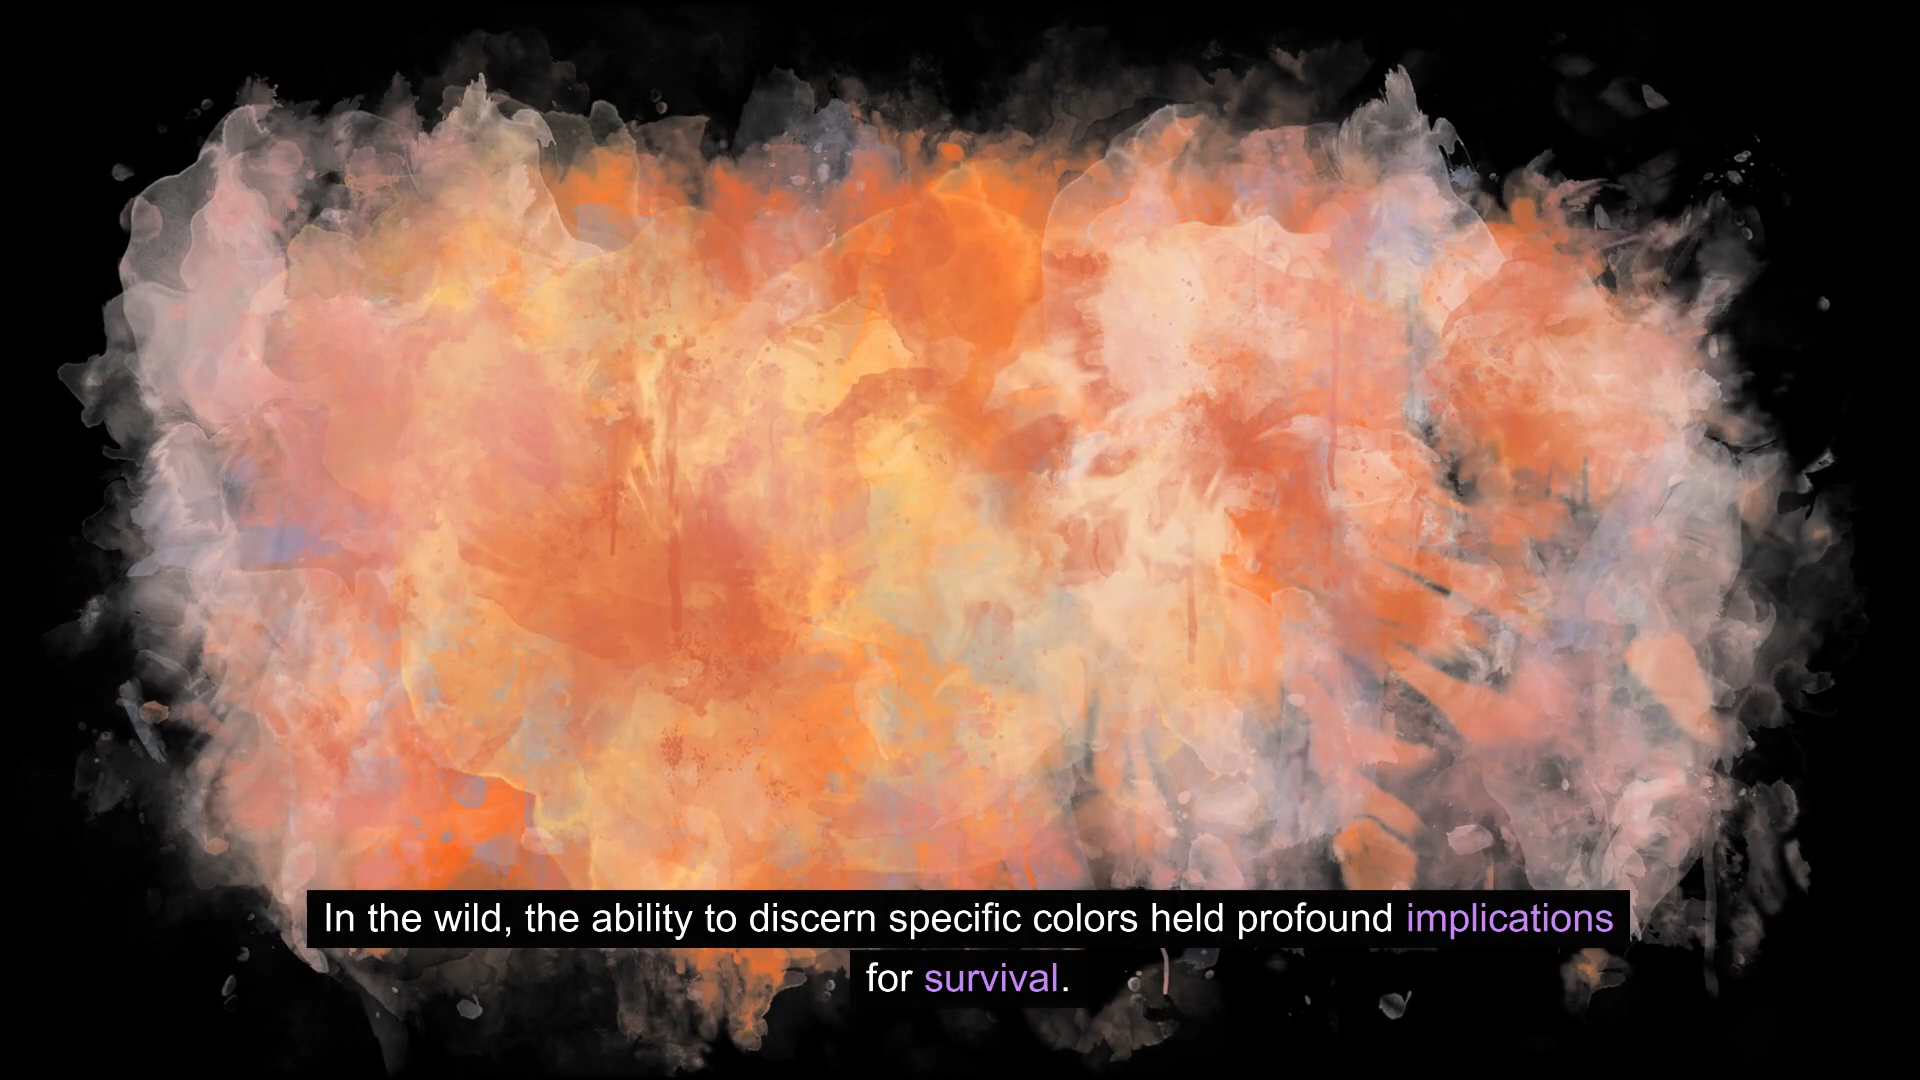 In the wild, the ability to discern specific colors held profound implications
for survival.